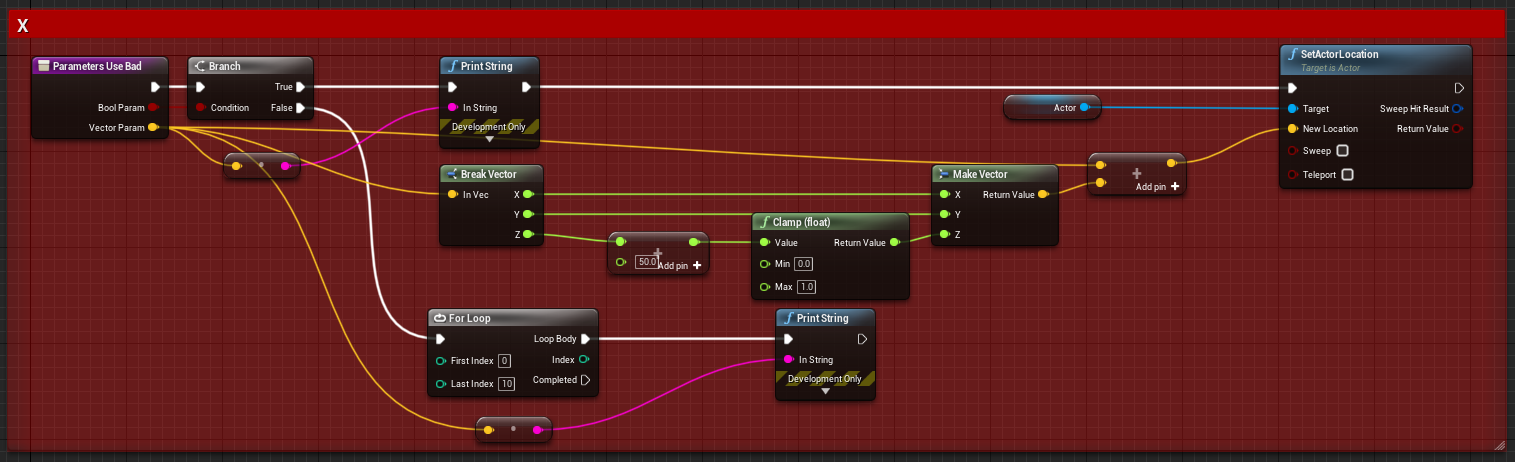 X
Parameters Use Bad
Bool Param
Vector Param
Branch
True
Condition
False
Print String
In String
Development Only
Break Vector
In Vec
X
Y
Z
50.0
Add pin
Clamp (float)
Value
Return Value
Min 0.0
Max 1.0
Make Vector
X
Return Value
Y
Z
Actor
Add pin
SetActorLocation
Target is Actor
Target
Sweep Hit Result
New Location
Return Value
Sweep
Teleport
For Loop
Loop Body
First Index 0
Index
Last Index 10
Completed
Print String
In String
Development Only